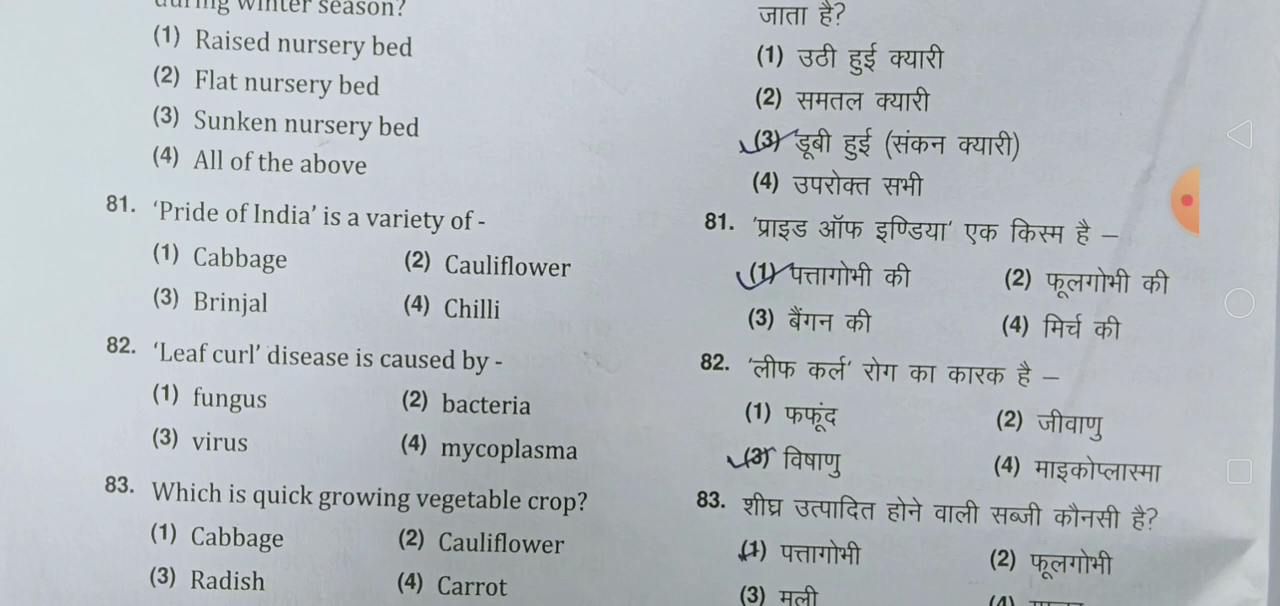 during winter season?
(1) Raised nursery bed
(2) Flat nursery bed
(3) Sunken nursery bed
(4) All of the above
81. 'Pride of India' is a variety of -
(1) Cabbage (2) Cauliflower
(3) Brinjal (4) Chilli
82. 'Leaf curl' disease is caused by -
(1) fungus (2) bacteria
(3) virus (4) mycoplasma
83. Which is quick growing vegetable crop?
(1) Cabbage (2) Cauliflower
(3) Radish (4) Carrot
जाता है?
(1) उठी हुई क्यारी
(2) समतल क्यारी
(3) डूबी हुई (संकन क्यारी)
(4) उपरोक्त सभी
81. 'प्राइड ऑफ इण्डिया' एक किस्म है –
(1) पत्तागोभी की (2) फूलगोभी की
(3) बैंगन की (4) मिर्च की
82. 'लीफ कर्ल' रोग का कारक है –
(1) फफूंद (2) जीवाणु
(3) विषाणु (4) माइकोप्लास्मा
83. शीघ्र उत्पादित होने वाली सब्जी कौनसी है?
(1) पत्तागोभी (2) फूलगोभी
(3) मूली (4)